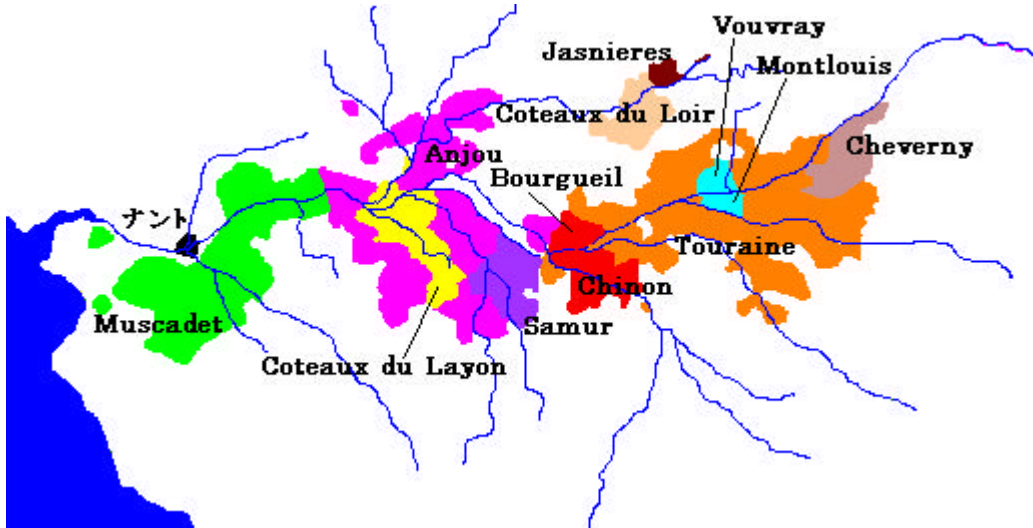 Vouvray
Jasnieres
Montlouis
Coteaux du Loir
Cheverny
Anjou
Bourgueil
ナント
Touraine
Chinon
Muscadet
Samur
Coteaux du Layon